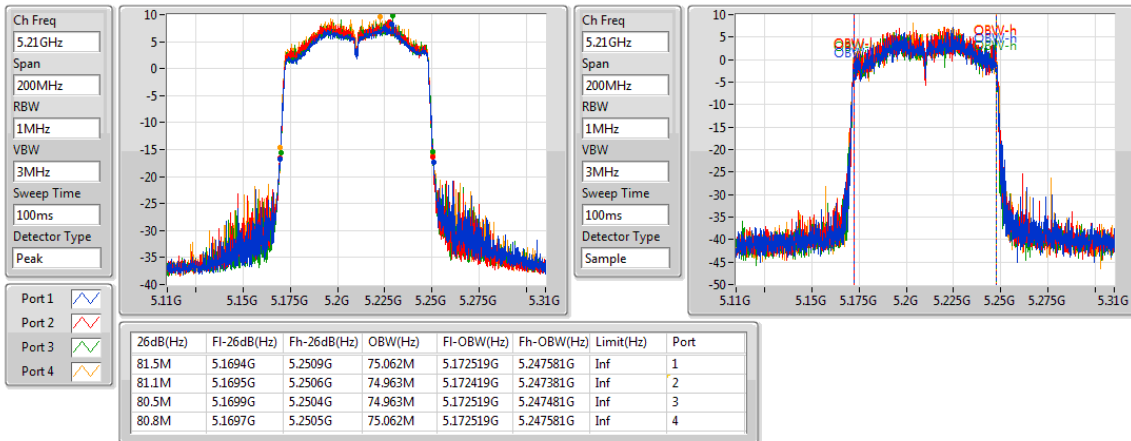 Ch Freq
5.21GHz
Span
200MHz
RBW
1MHz
VBW
3MHz
Sweep Time
100ms
Detector Type
Peak
Port 1
Port 2
Port 3
Port 4
10
5
0
-5
-10
-15
-20
-25
-30
-35
-40
5.11G 5.15G 5.175G 5.2G 5.225G 5.25G 5.275G 5.31G
Ch Freq
5.21GHz
Span
200MHz
RBW
1MHz
VBW
3MHz
Sweep Time
100ms
Detector Type
Sample
10
5
0
-5
-10
-15
-20
-25
-30
-35
-40
-45
-50
OBW-h
OBW-h
OBW-h
5.11G 5.15G 5.175G 5.2G 5.225G 5.25G 5.275G 5.31G
26dB(Hz) Fl-26dB(Hz) Fh-26dB(Hz) OBW(Hz) Fl-OBW(Hz) Fh-OBW(Hz) Limit(Hz) Port
81.5M 5.1694G 5.2509G 75.062M 5.172519G 5.247581G Inf 1
81.1M 5.1695G 5.2506G 74.963M 5.172419G 5.247381G Inf 2
80.5M 5.1699G 5.2504G 74.963M 5.172519G 5.247481G Inf 3
80.8M 5.1697G 5.2505G 75.062M 5.172519G 5.247581G Inf 4